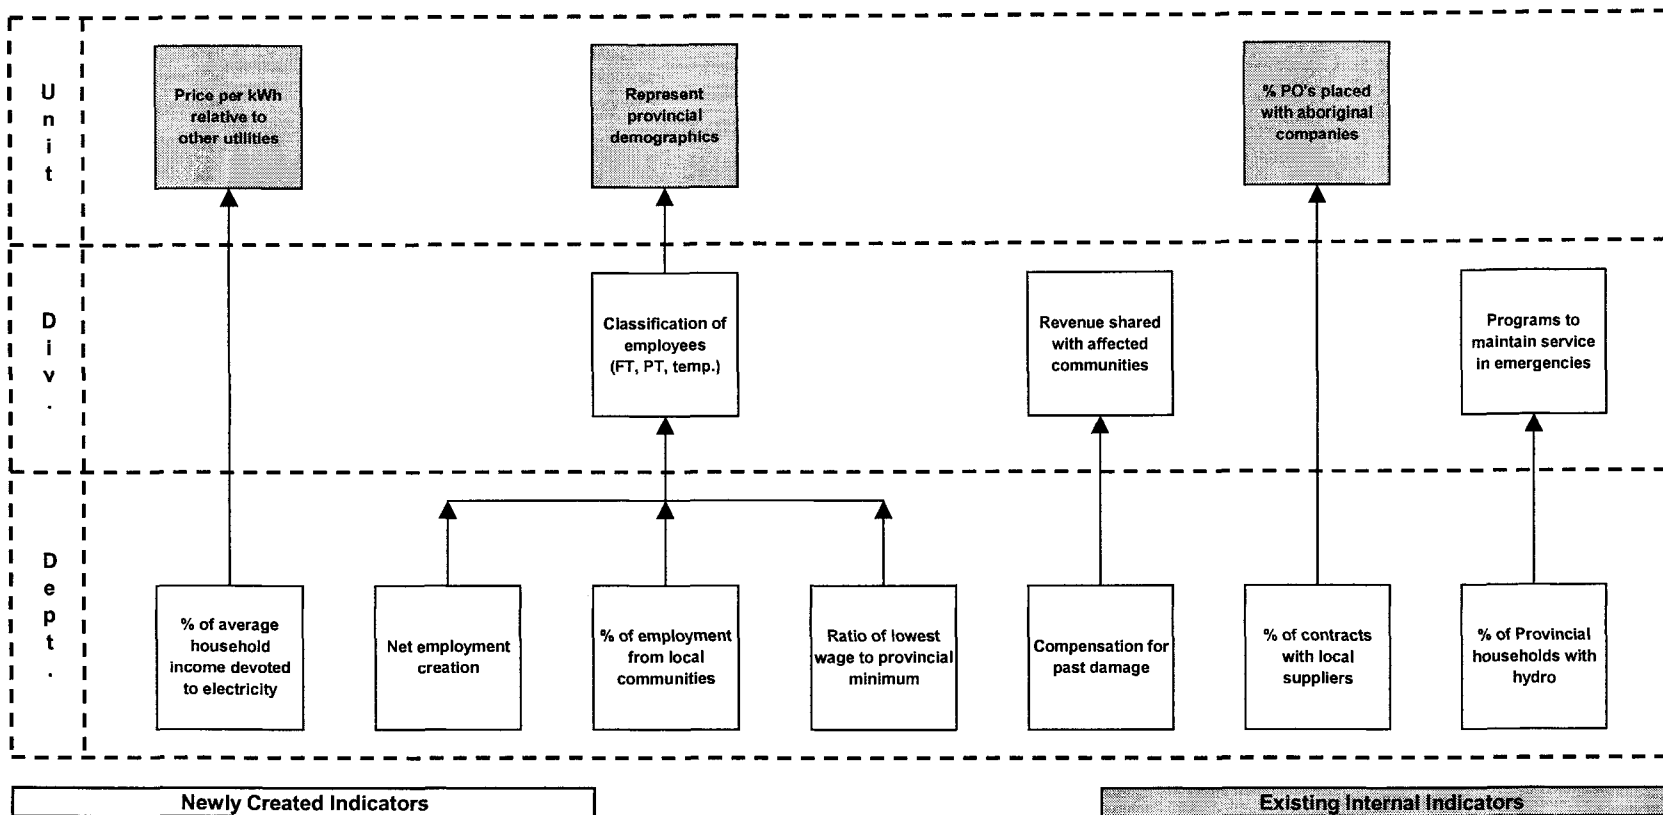 Unit
Price per kWh
relative to
other utilities
Represent
provincial
demographics
% PO's placed
with aboriginal
companies
Div.
Classification of
employees
(FT, PT, temp.)
Revenue shared
with affected
communities
Programs to
maintain service
in emergencies
Dept.
% of average
household
income devoted
to electricity
Net employment
creation
% of employment
from local
communities
Ratio of lowest
wage to provincial
minimum
Compensation for
past damage
% of contracts
with local
suppliers
% of Provincial
households with
hydro
Newly Created Indicators
Existing Internal Indicators